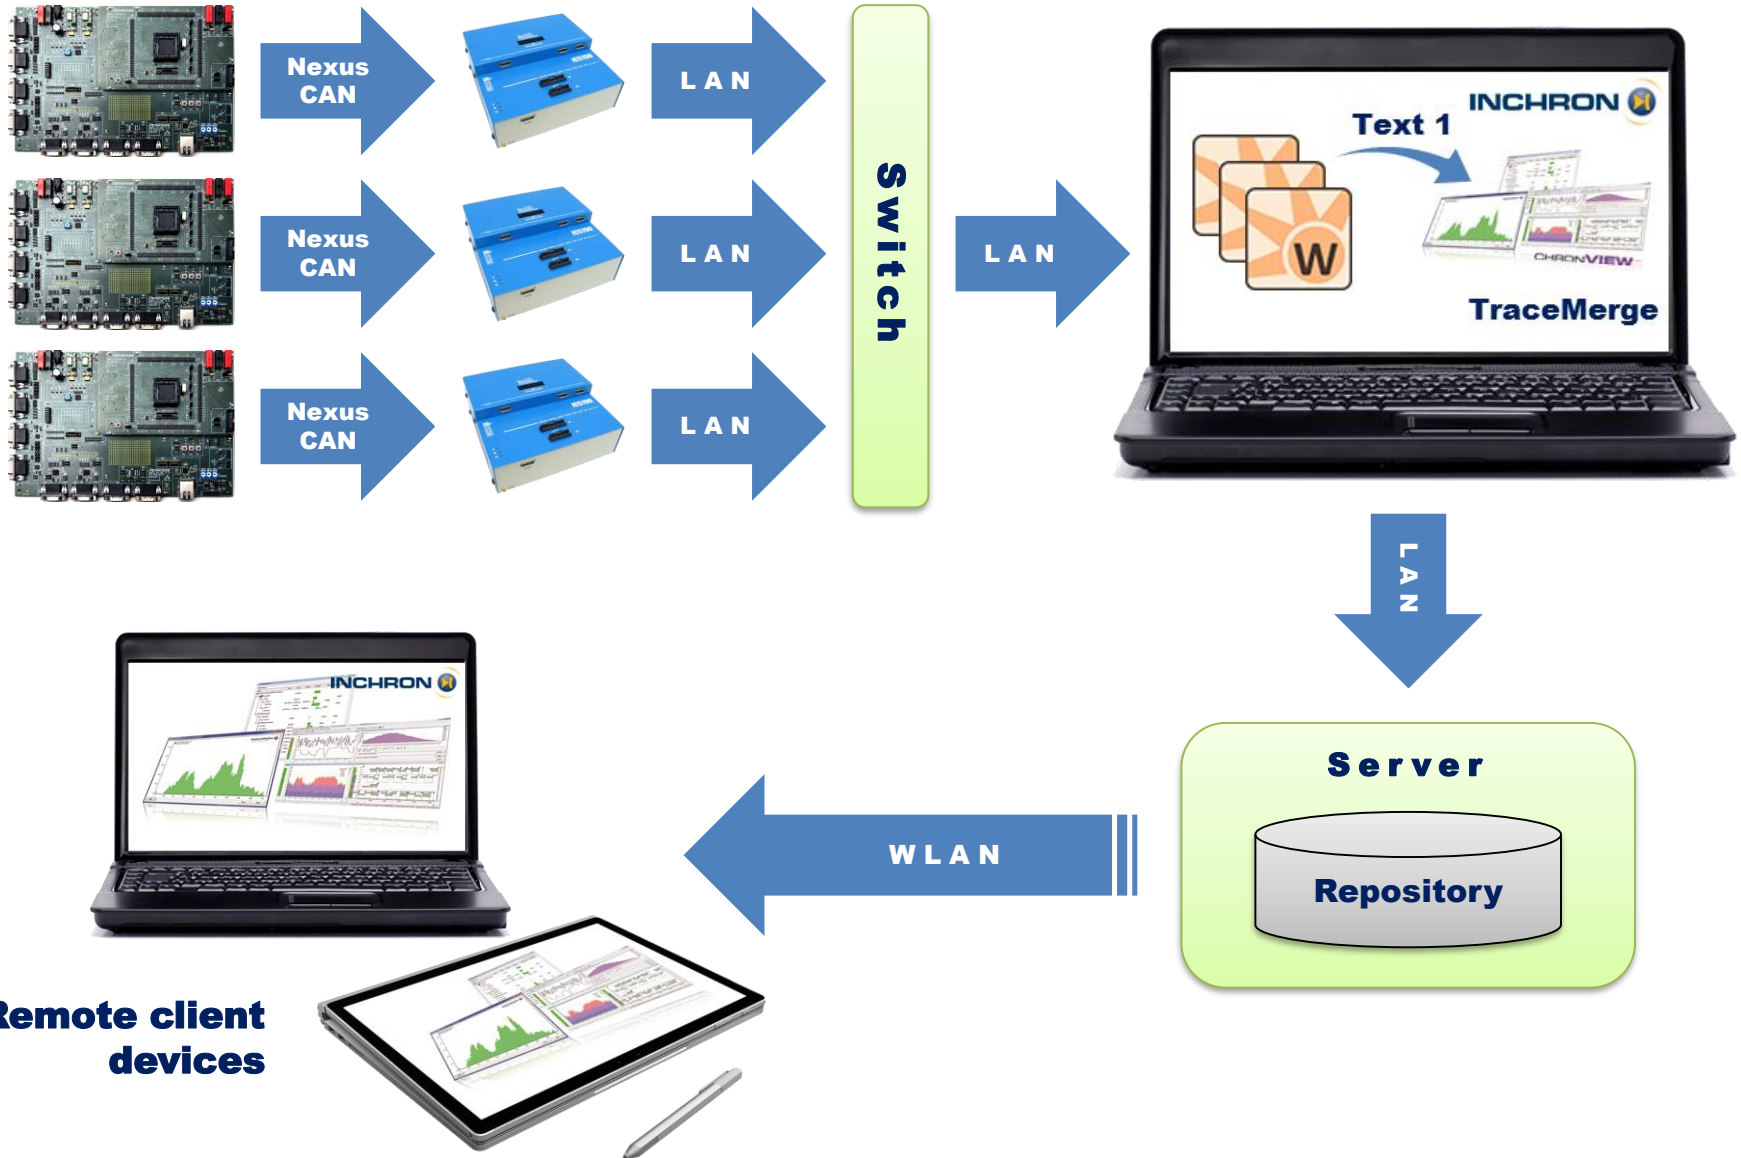 Nexus
CAN
LAN
Nexus
CAN
LAN
Nexus
CAN
LAN
Switch
LAN
INCHRON
Text 1
W
CHRONVIEW
TraceMerge
LAN
Server
Repository
WLAN
INCHRON
Remote client
devices